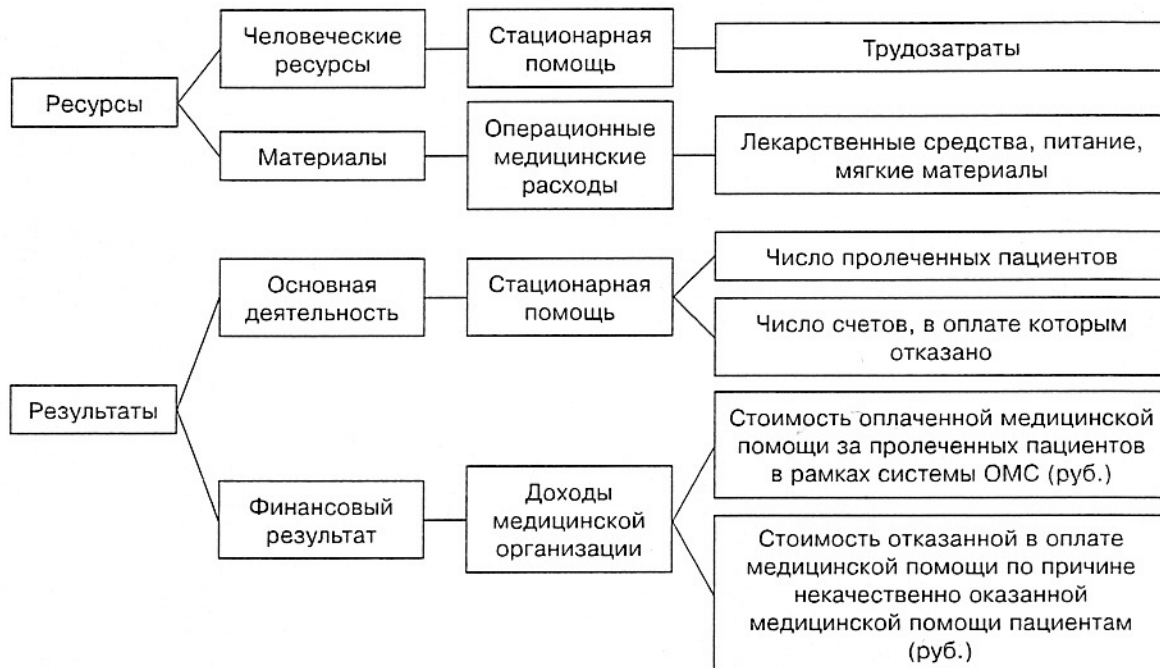 Ресурсы
Человеческие
ресурсы
Стационарная
помощь
Трудозатраты
Материалы
Операционные
медицинские
расходы
Лекарственные средства, питание,
мягкие материалы
Результаты
Основная
деятельность
Стационарная
помощь
Число пролеченных пациентов
Число счетов, в оплате которым
отказано
Финансовый
результат
Доходы
медицинской
организации
Стоимость оплаченной медицинской
помощи за пролеченных пациентов
в рамках системы ОМС (руб.)
Стоимость отказанной в оплате
медицинской помощи по причине
некачественно оказанной
медицинской помощи пациентам
(руб.)